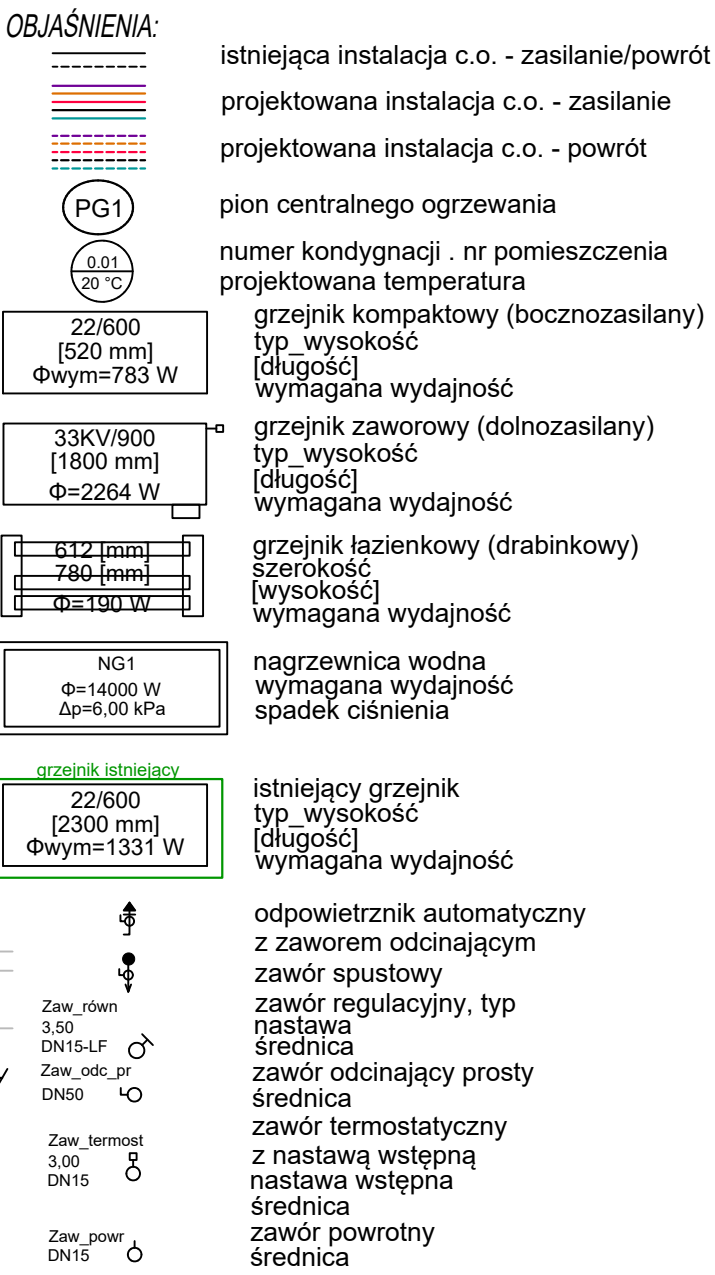 OBJAŚNIENIA:
istniejąca instalacja c.o. - zasilanie/powrót
projektowana instalacja c.o. - zasilanie
projektowana instalacja c.o. - powrót
PG1
pion centralnego ogrzewania
0.01
20 °C
numer kondygnacji . nr pomieszczenia
projektowana temperatura
22/600
[520 mm]
Φwym=783 W
grzejnik kompaktowy (bocznozasilany)
typ_wysokość
[długość]
wymagana wydajność
33KV/900
[1800 mm]
Φ=2264 W
grzejnik zaworowy (dolnozasilany)
typ_wysokość
[długość]
wymagana wydajność
612 [mm]
780 [mm]
Φ=190 W
grzejnik łazienkowy (drabinkowy)
szerokość
[wysokość]
wymagana wydajność
NG1
Φ=14000 W
Δp=6,00 kPa
nagrzewnica wodna
wymagana wydajność
spadek ciśnienia
grzejnik istniejący
22/600
[2300 mm]
Φwym=1331 W
istniejący grzejnik
typ_wysokość
[długość]
wymagana wydajność
odpowietrznik automatyczny
z zaworem odcinającym
zawór spustowy
Zaw_równ
3,50
DN15-LF
zawór regulacyjny, typ
nastawa
średnica
Zaw_odc_pr
DN50
zawór odcinający prosty
średnica
Zaw_termost
3,00
DN15
zawór termostatyczny
z nastawą wstępną
nastawa wstępna
średnica
Zaw_powr
DN15
zawór powrotny
średnica